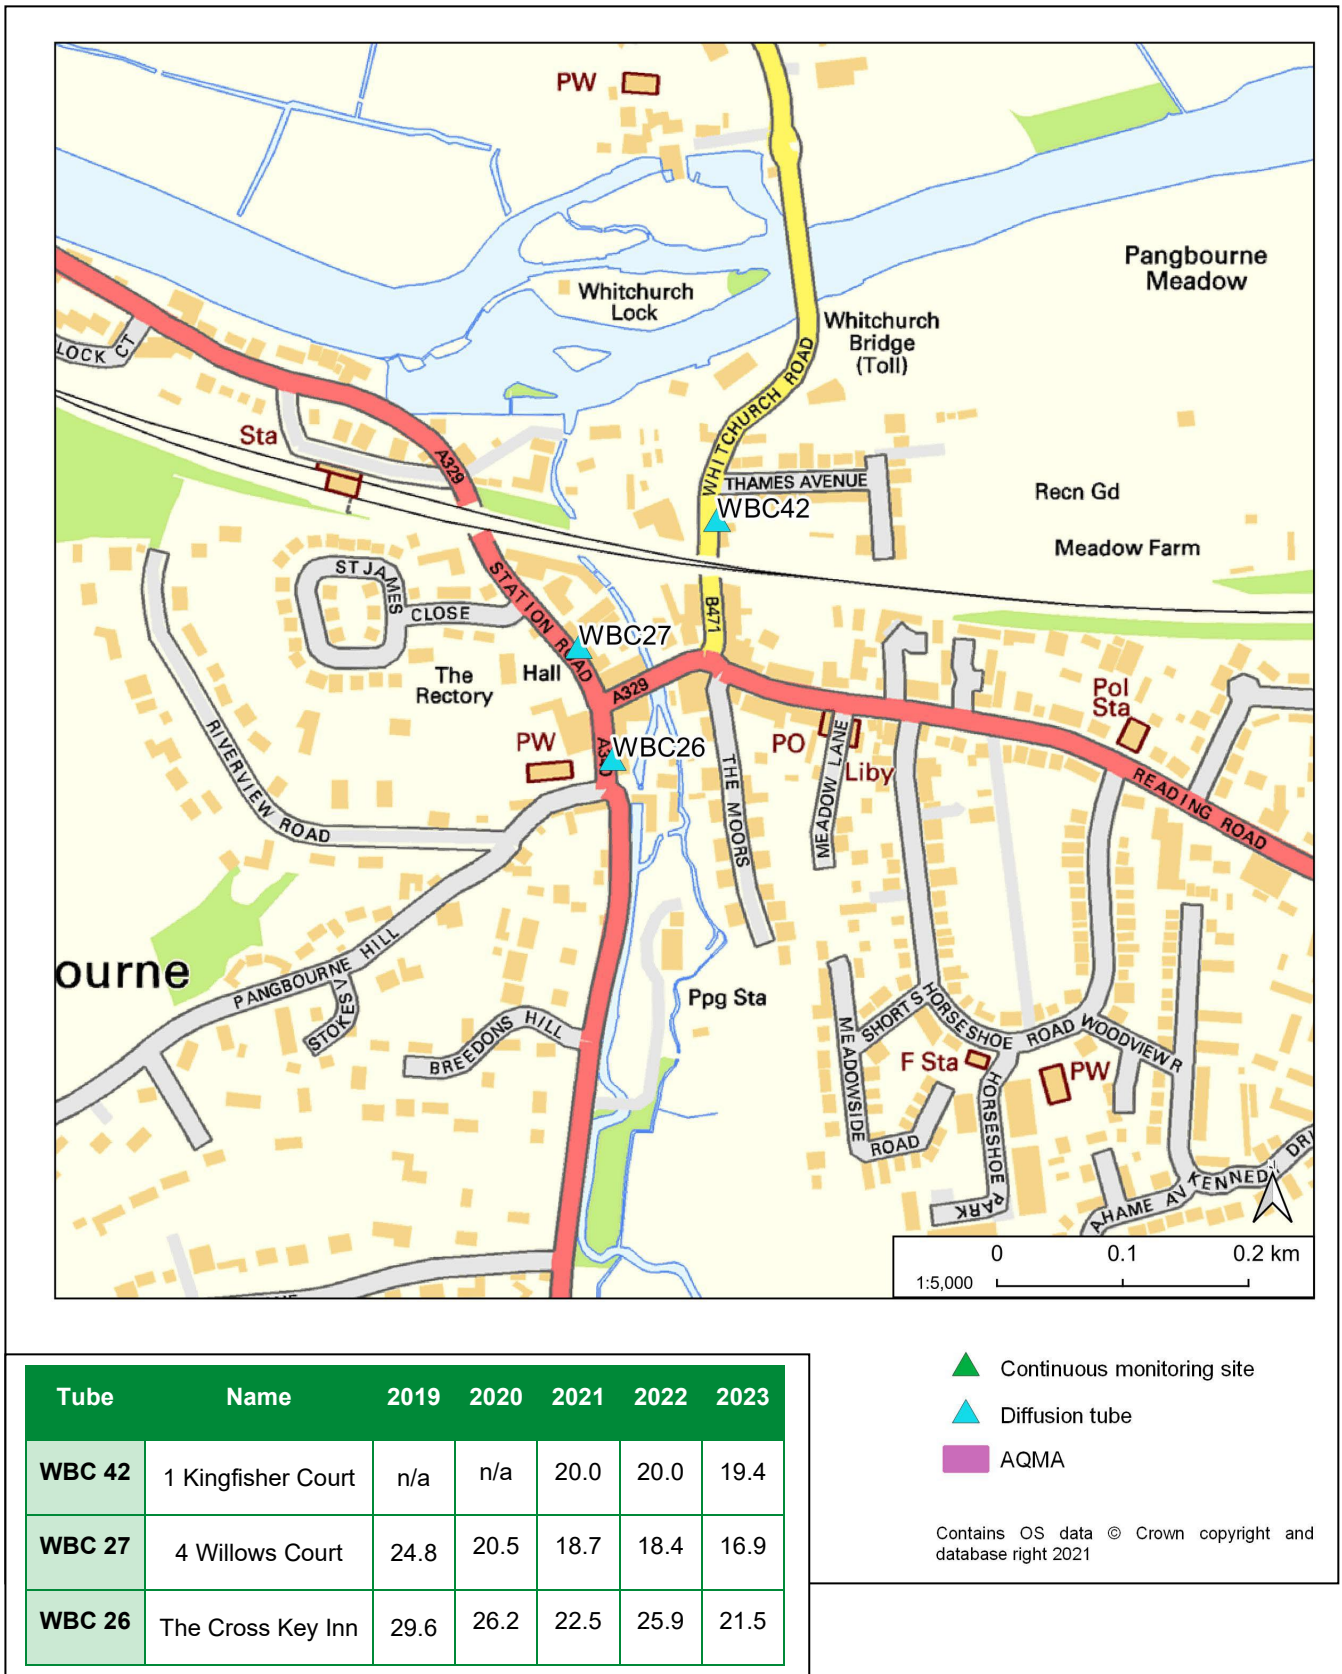 PW
Pangbourne
Meadow
Whitchurch
Lock
Whitchurch
Bridge
(Toll)
LOCK CT
WHITCHURCH ROAD
Sta
A329
THAMES AVENUE
Recn Gd
WBC42
Meadow Farm
ST JAMES
CLOSE
STATION ROAD
B471
WBC27
The
Rectory
Hall
A329
Pol
Sta
PW
WBC26
PO
Liby
MEADOW LANE
THE MOORS
RIVERVIEW ROAD
READING ROAD
ourne
PANGBOURNE HILL
STOKES V
BREEDONS HILL
Ppg Sta
SHORT S
HORSESHOE ROAD
WOODVIEW R
MEADOWSIDE
ROAD
F Sta
PW
HORSESHOE
PARK
AHAME AV
KENNEDY DRI
0 0.1 0.2 km
1:5,000
Tube Name 2019 2020 2021 2022 2023
WBC 42 1 Kingfisher Court n/a n/a 20.0 20.0 19.4
WBC 27 4 Willows Court 24.8 20.5 18.7 18.4 16.9
WBC 26 The Cross Key Inn 29.6 26.2 22.5 25.9 21.5
Continuous monitoring site
Diffusion tube
AQMA
Contains OS data © Crown copyright and
database right 2021